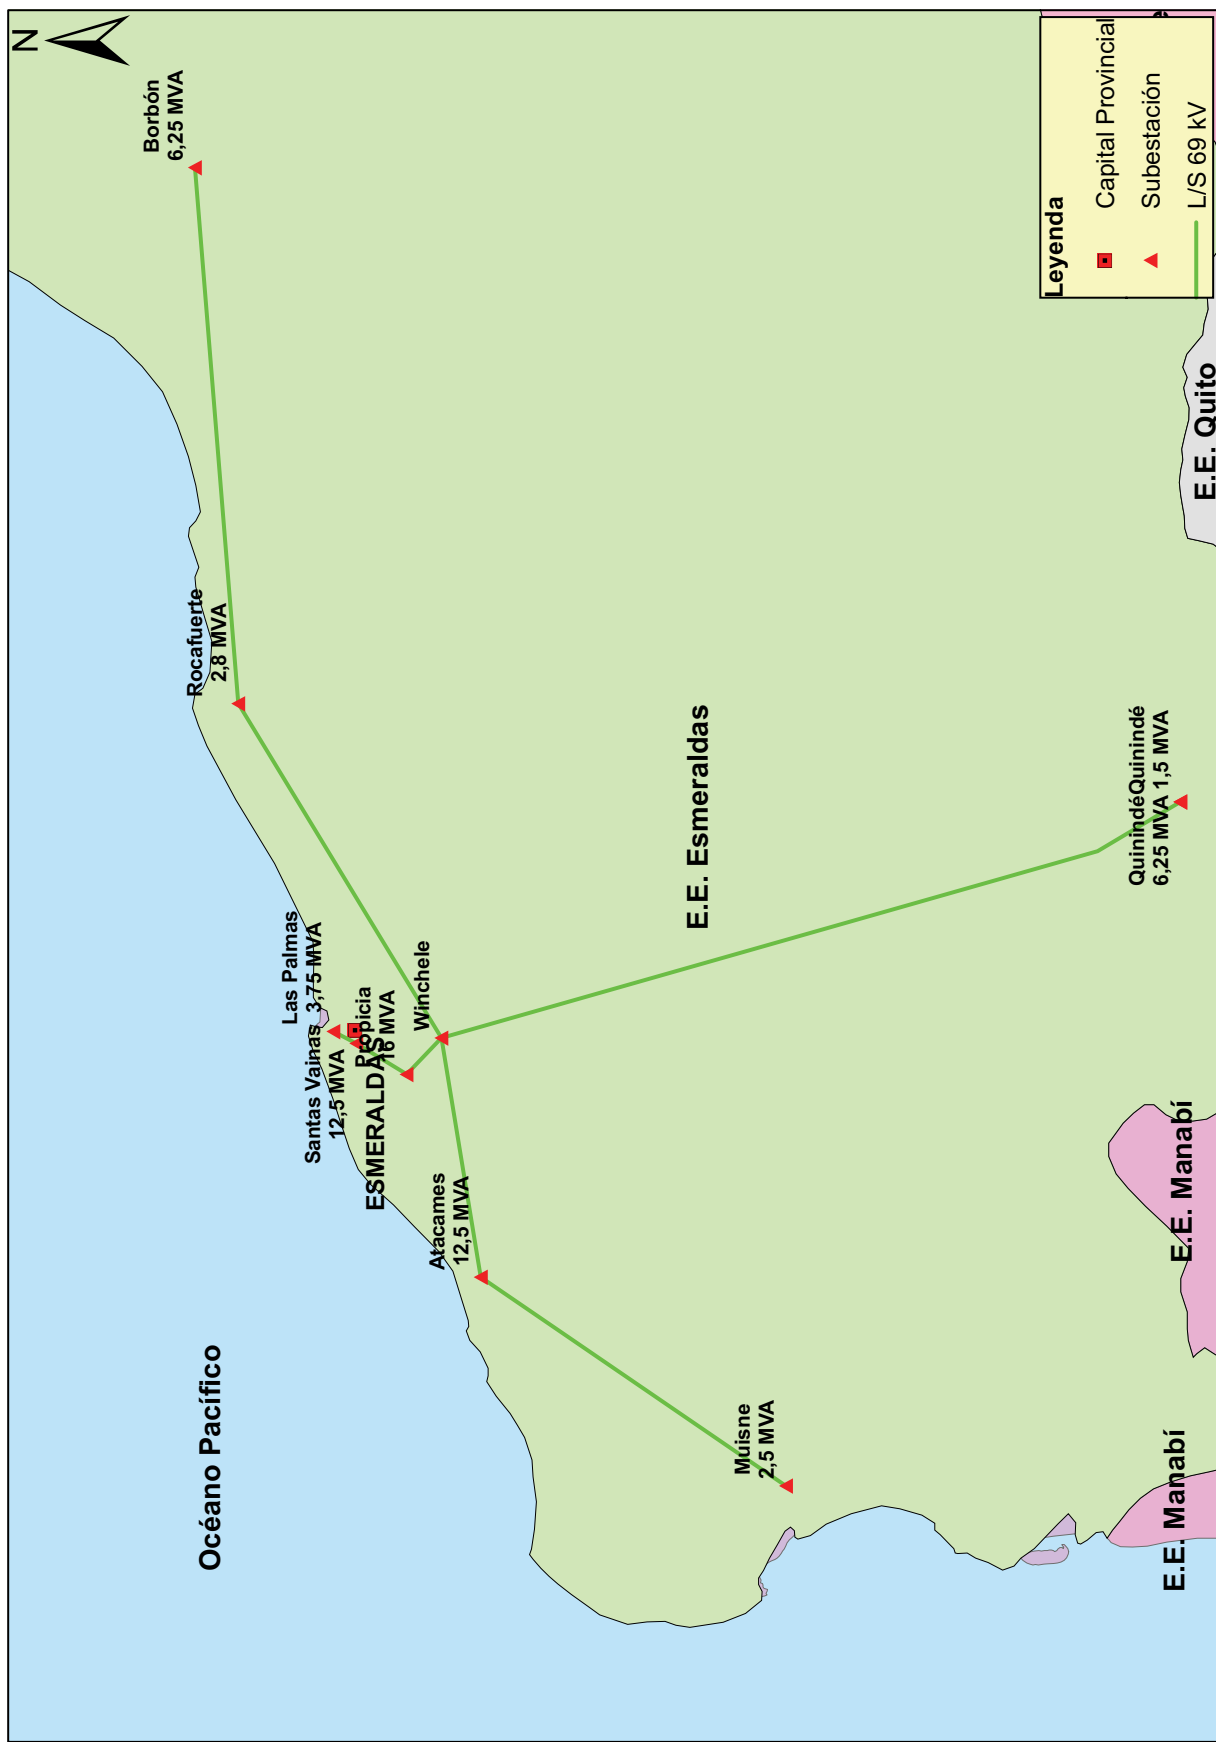 N
Borbón
6,25 MVA
Rocafuerte
2,8 MVA
Las Palmas
3,75 MVA
Santas Vainas
12,5 MVA
Propicia
16 MVA
ESMERALDAS
Winchele
Atacames
12,5 MVA
Océano Pacífico
Muisne
2,5 MVA
E.E. Esmeraldas
Quinindé Quinindé
6,25 MVA 1,5 MVA
E.E. Manabí
E.E. Manabí
E.E. Quito
Leyenda
Capital Provincial
Subestación
L/S 69 kV